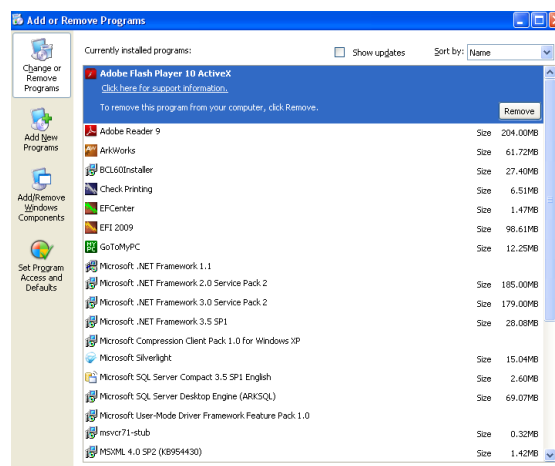 Add or Remove Programs
Change or
Remove
Programs
Add New
Programs
Add/Remove
Windows
Components
Set Program
Access and
Defaults
Currently installed programs:
Show updates
Sort by: Name
Adobe Flash Player 10 ActiveX
Click here for support information.
To remove this program from your computer, click Remove.
Remove
Adobe Reader 9 Size 204.00MB
ArkWorks Size 61.72MB
BCL60Installer Size 27.40MB
Check Printing Size 6.51MB
EFCenter Size 1.47MB
EFI 2009 Size 98.61MB
GoToMyPC Size 12.25MB
Microsoft .NET Framework 1.1
Microsoft .NET Framework 2.0 Service Pack 2 Size 185.00MB
Microsoft .NET Framework 3.0 Service Pack 2 Size 179.00MB
Microsoft .NET Framework 3.5 SP1 Size 28.08MB
Microsoft Compression Client Pack 1.0 for Windows XP
Microsoft Silverlight Size 15.04MB
Microsoft SQL Server Compact 3.5 SP1 English Size 2.60MB
Microsoft SQL Server Desktop Engine (ARKSQL) Size 69.07MB
Microsoft User-Mode Driver Framework Feature Pack 1.0
msvcr71-stub Size 0.32MB
MSXML 4.0 SP2 (KB954430) Size 1.42MB